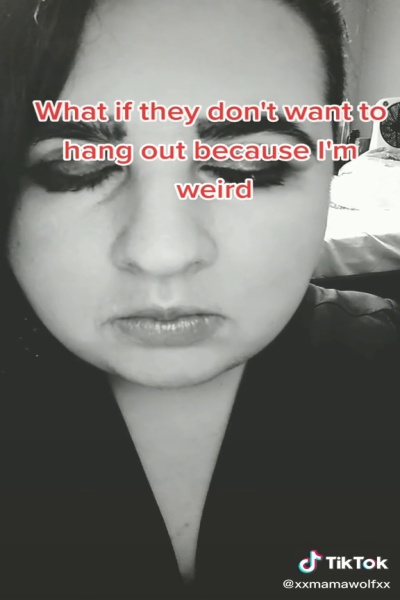 What if they don't want to
hang out because I'm
weird
TikTok
@xxmamawolfxx